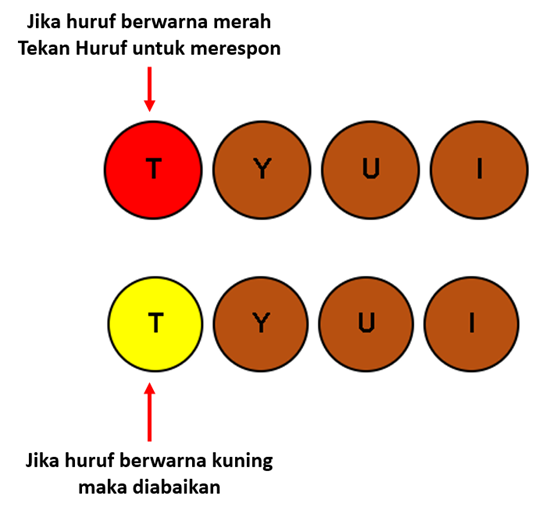 Jika huruf berwarna merah
Tekan Huruf untuk merespon
T Y U I
T Y U I
Jika huruf berwarna kuning
maka diabaikan